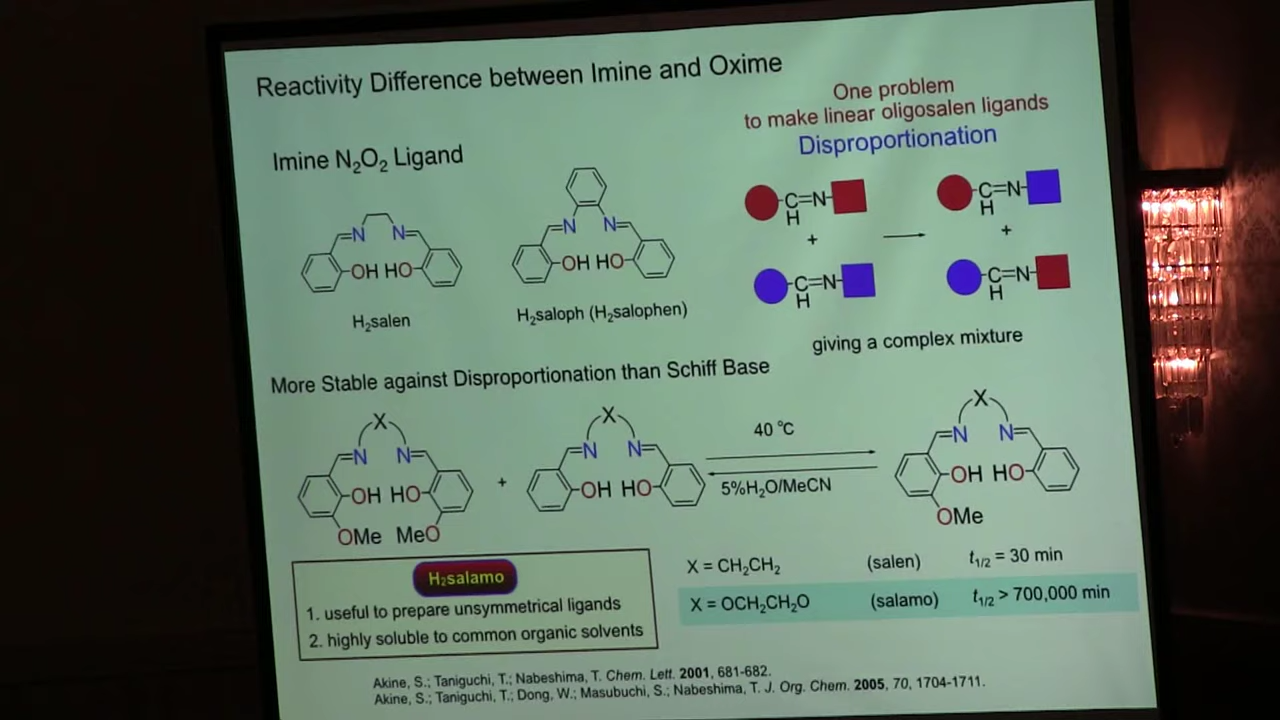 Reactivity Difference between Imine and Oxime
One problem
to make linear oligosalen ligands
Disproportionation
Imine N₂O₂ Ligand
N N
OH HO
H₂salen
N N
OH HO
H₂saloph (H₂salophen)
C=N
H
+
C=N
H
C=N
H
+
C=N
H
giving a complex mixture
More Stable against Disproportionation than Schiff Base
X
N N
OH HO
OMe MeO
+
X
N N
OH HO
40 °C
5%H₂O/MeCN
X
N N
OH HO
OMe
H₂salamo
1. useful to prepare unsymmetrical ligands
2. highly soluble to common organic solvents
X = CH₂CH₂ (salen) t₁/₂ = 30 min
X = OCH₂CH₂O (salamo) t₁/₂ > 700,000 min
Akine, S.; Taniguchi, T.; Nabeshima, T. Chem. Lett. 2001, 681-682.
Akine, S.; Taniguchi, T.; Dong, W.; Masubuchi, S.; Nabeshima, T. J. Org. Chem. 2005, 70, 1704-1711.